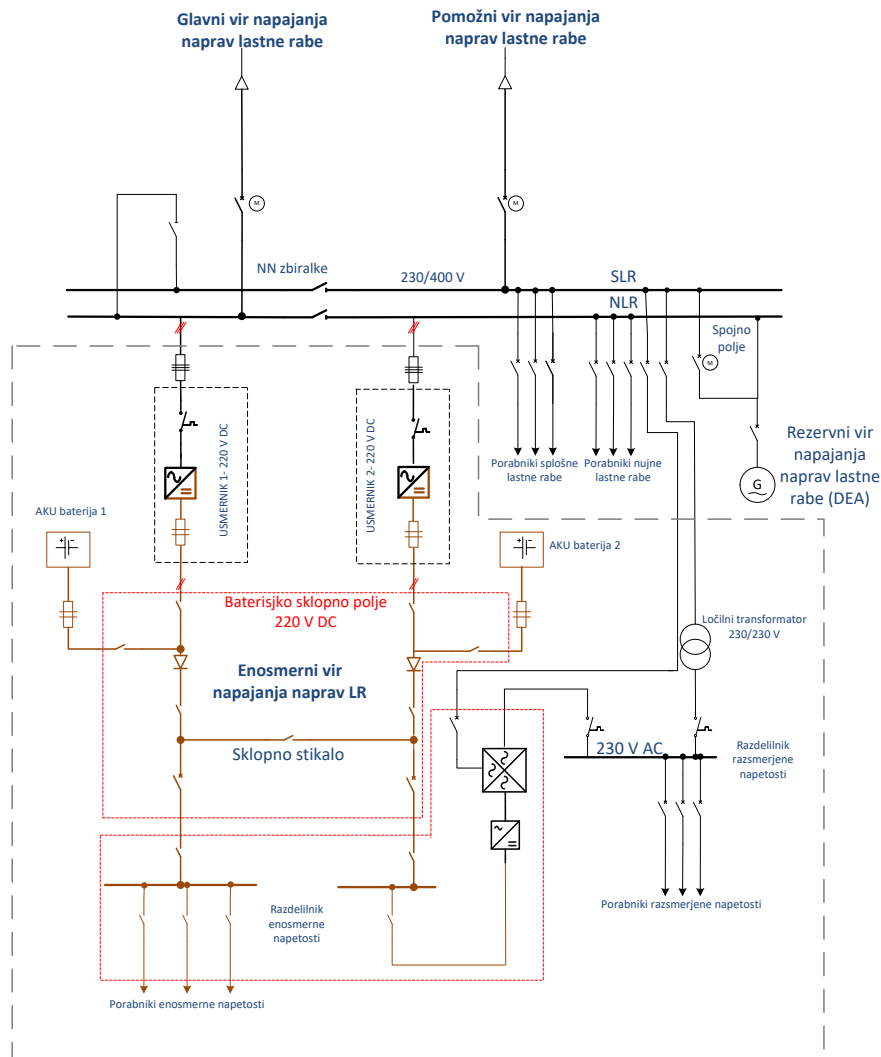 Glavni vir napajanja
naprav lastne rabe
Pomožni vir napajanja
naprav lastne rabe
M
M
NN zbiralke
230/400 V
SLR
NLR
Spojno
polje
M
USMERNIK 1- 220 V DC
USMERNIK 2- 220 V DC
Porabniki splošne
lastne rabe
Porabniki nujne
lastne rabe
G
Rezervni vir
napajanja
naprav lastne
rabe (DEA)
AKU baterija 1
AKU baterija 2
Baterisjko sklopno polje
220 V DC
Ločilni transformator
230/230 V
Enosmerni vir
napajanja naprav LR
Sklopno stikalo
230 V AC
Razdelilnik
razsmerjene
napetosti
Razdelilnik
enosmerne
napetosti
Porabniki razsmerjene napetosti
Porabniki enosmerne napetosti